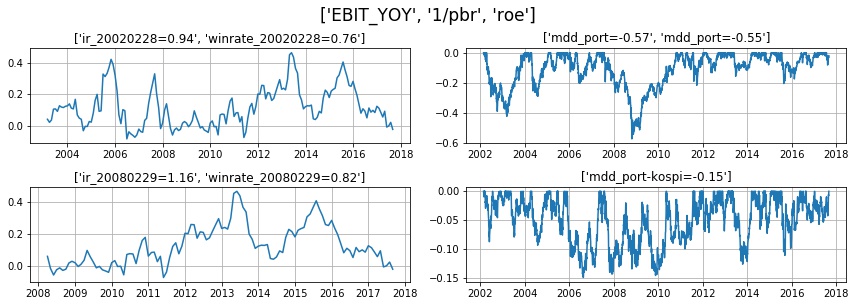 ['EBIT_YOY', '1/pbr', 'roe']
['ir_20020228=0.94', 'winrate_20020228=0.76']
0.4
0.2
0.0
2004 2006 2008 2010 2012 2014 2016 2018
['mdd_port=-0.57', 'mdd_port=-0.55']
0.0
−0.2
−0.4
−0.6
2002 2004 2006 2008 2010 2012 2014 2016 2018
['ir_20080229=1.16', 'winrate_20080229=0.82']
0.4
0.2
0.0
2008 2009 2010 2011 2012 2013 2014 2015 2016 2017 2018
['mdd_port-kospi=-0.15']
0.00
−0.05
−0.10
−0.15
2002 2004 2006 2008 2010 2012 2014 2016 2018